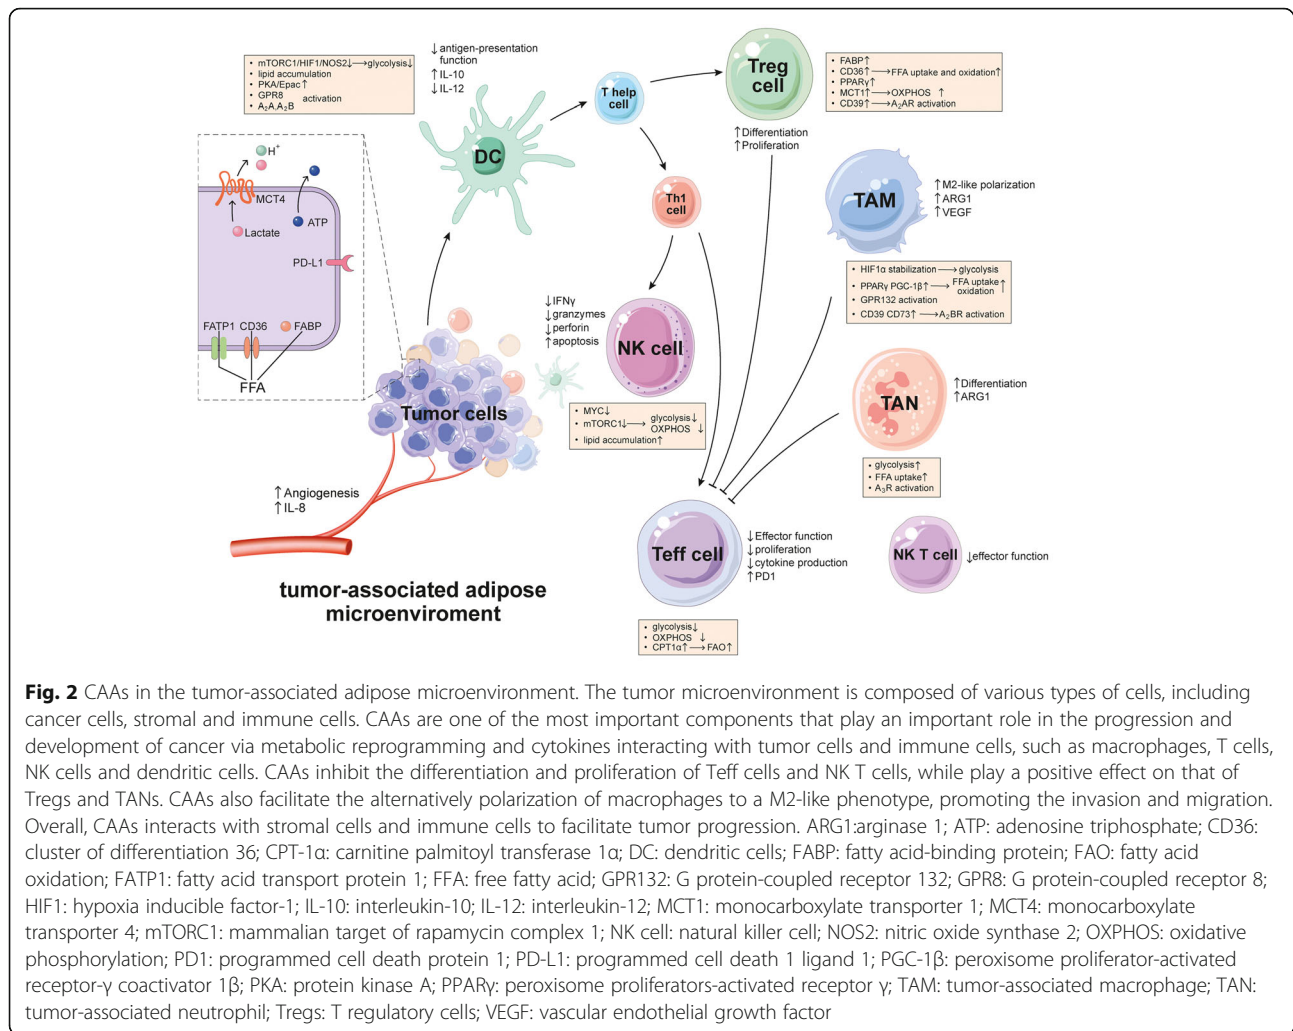 • mTORC1/HIF1/NOS2↓→glycolysis↓
• lipid accumulation
• PKA/Epac↑
• GPR8 activation
• A₂A,A₂B
↓antigen-presentation
function
↑IL-10
↓IL-12
DC
T help
cell
Treg
cell
• FABP↑
• CD36↑→FFA uptake and oxidation↑
• PPARγ↑
• MCT1↑→OXPHOS ↑
• CD39↑→A₂AR activation
↑Differentiation
↑Proliferation
Th1
cell
TAM
↑M2-like polarization
↑ARG1
↑VEGF
• HIF1α stabilization→glycolysis
• PPARγ PGC-1β↑→FFA uptake oxidation↑
• GPR132 activation
• CD39 CD73↑→A₂BR activation
H⁺
MCT4
Lactate
ATP
PD-L1
FATP1 CD36 FABP
FFA
Tumor cells
↑Angiogenesis
↑IL-8
↓IFNγ
↓granzymes
↓perforin
↑apoptosis
NK cell
• MYC↓
• mTORC1↓→glycolysis↓ OXPHOS ↓
• lipid accumulation↑
TAN
↑Differentiation
↑ARG1
• glycolysis↑
• FFA uptake↑
• A₃R activation
Teff cell
↓Effector function
↓proliferation
↓cytokine production
↑PD1
• glycolysis↓
• OXPHOS ↓
• CPT1α↑→FAO↑
NK T cell
↓effector function
tumor-associated adipose
microenviroment
Fig. 2 CAAs in the tumor-associated adipose microenvironment. The tumor microenvironment is composed of various types of cells, including
cancer cells, stromal and immune cells. CAAs are one of the most important components that play an important role in the progression and
development of cancer via metabolic reprogramming and cytokines interacting with tumor cells and immune cells, such as macrophages, T cells,
NK cells and dendritic cells. CAAs inhibit the differentiation and proliferation of Teff cells and NK T cells, while play a positive effect on that of
Tregs and TANs. CAAs also facilitate the alternatively polarization of macrophages to a M2-like phenotype, promoting the invasion and migration.
Overall, CAAs interacts with stromal cells and immune cells to facilitate tumor progression. ARG1:arginase 1; ATP: adenosine triphosphate; CD36:
cluster of differentiation 36; CPT-1α: carnitine palmitoyl transferase 1α; DC: dendritic cells; FABP: fatty acid-binding protein; FAO: fatty acid
oxidation; FATP1: fatty acid transport protein 1; FFA: free fatty acid; GPR132: G protein-coupled receptor 132; GPR8: G protein-coupled receptor 8;
HIF1: hypoxia inducible factor-1; IL-10: interleukin-10; IL-12: interleukin-12; MCT1: monocarboxylate transporter 1; MCT4: monocarboxylate
transporter 4; mTORC1: mammalian target of rapamycin complex 1; NK cell: natural killer cell; NOS2: nitric oxide synthase 2; OXPHOS: oxidative
phosphorylation; PD1: programmed cell death protein 1; PD-L1: programmed cell death 1 ligand 1; PGC-1β: peroxisome proliferator-activated
receptor-γ coactivator 1β; PKA: protein kinase A; PPARγ: peroxisome proliferators-activated receptor γ; TAM: tumor-associated macrophage; TAN:
tumor-associated neutrophil; Tregs: T regulatory cells; VEGF: vascular endothelial growth factor